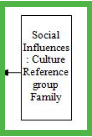 Social
Influences
: Culture
Reference
group
Family